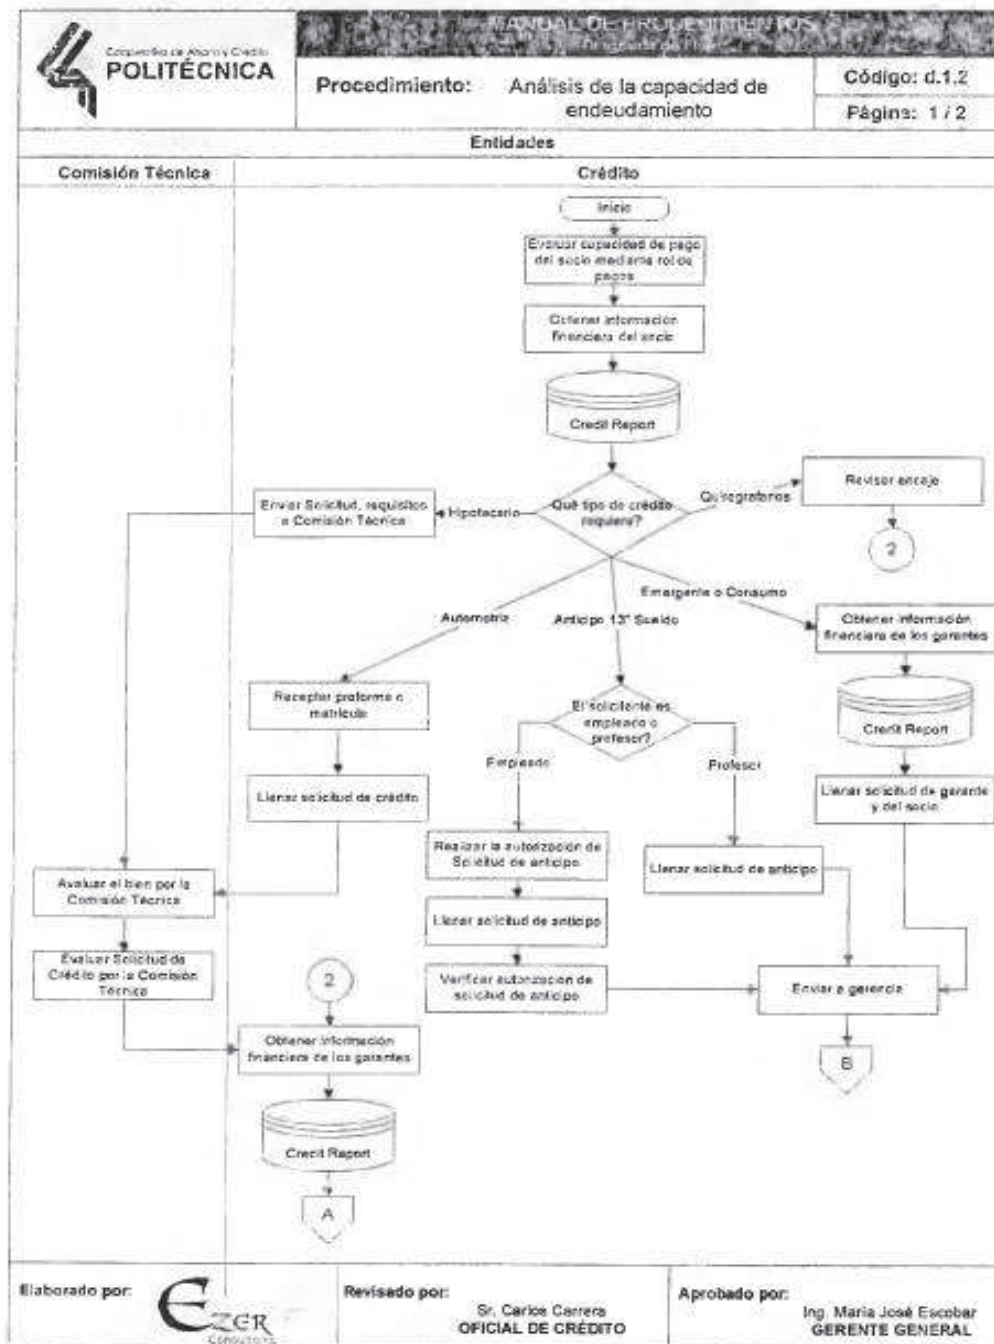 Cooperativa de Ahorro y Crédito
POLITÉCNICA
MANUAL DE PROCEDIMIENTOS
Procedimiento:
Análisis de la capacidad de
endeudamiento
Código: d.1.2
Página: 1 / 2
Entidades
Comisión Técnica
Crédito
Inicio
Evaluar capacidad de pago
del socio mediante rol de
pagos
Obtener información
financiera del socio
Credit Report
Qué tipo de crédito
requiere?
Hipotecario
Enviar Solicitud, requisitos
a Comisión Técnica
Quirografarios
Revisar encaje
2
Automotriz
Anticipo 13° Sueldo
Emergente o Consumo
Obtener información
financiera de los garantes
Receptar proforma o
matrícula
El solicitante es
empleado o
profesor?
Credit Report
Empleado
Profesor
Llenar solicitud de crédito
Llenar solicitud de garante
y del socio
Realizar la autorización de
Solicitud de anticipo
Llenar solicitud de anticipo
Avaluar el bien por la
Comisión Técnica
Llenar solicitud de anticipo
Evaluar Solicitud de
Crédito por la Comisión
Técnica
2
Verificar autorización de
solicitud de anticipo
Enviar a gerencia
Obtener información
financiera de los garantes
B
Credit Report
A
Elaborado por:
EZER
CONSULTORES
Revisado por:
Sr. Carlos Carrera
OFICIAL DE CRÉDITO
Aprobado por:
Ing. María José Escobar
GERENTE GENERAL